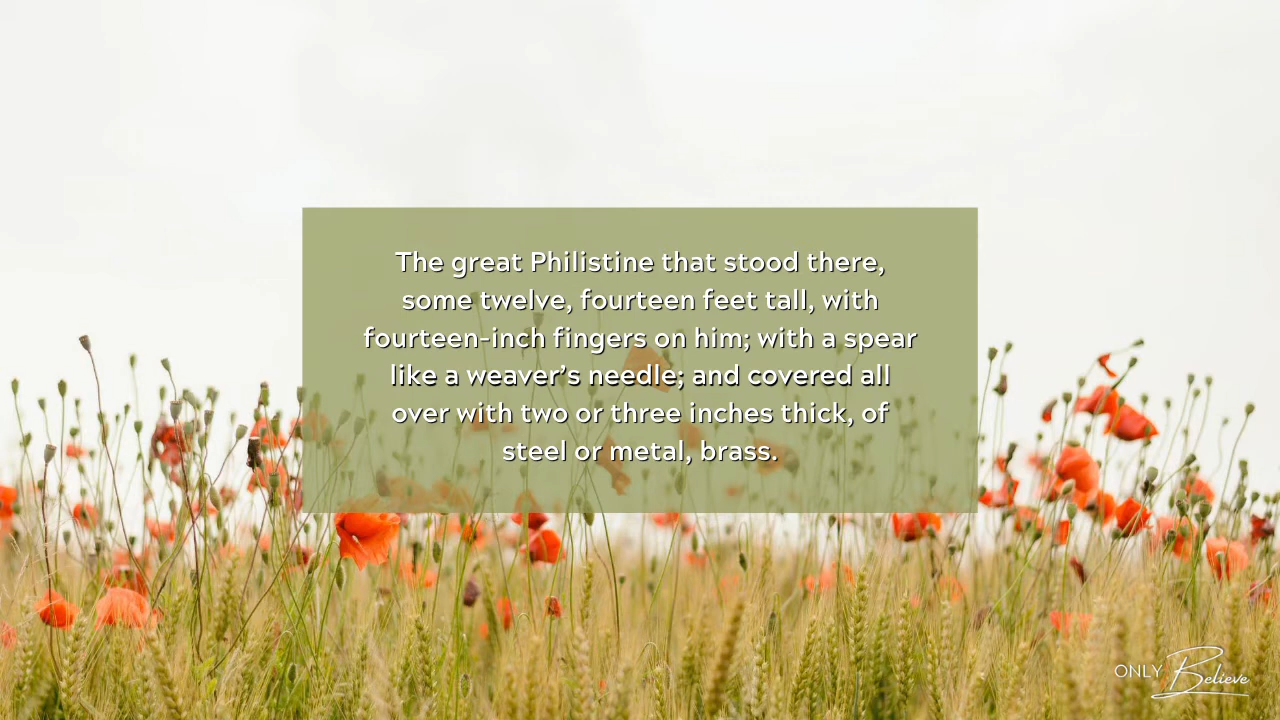 The great Philistine that stood there,
some twelve, fourteen feet tall, with
fourteen-inch fingers on him; with a spear
like a weaver's needle; and covered all
over with two or three inches thick, of
steel or metal, brass.
ONLY Believe